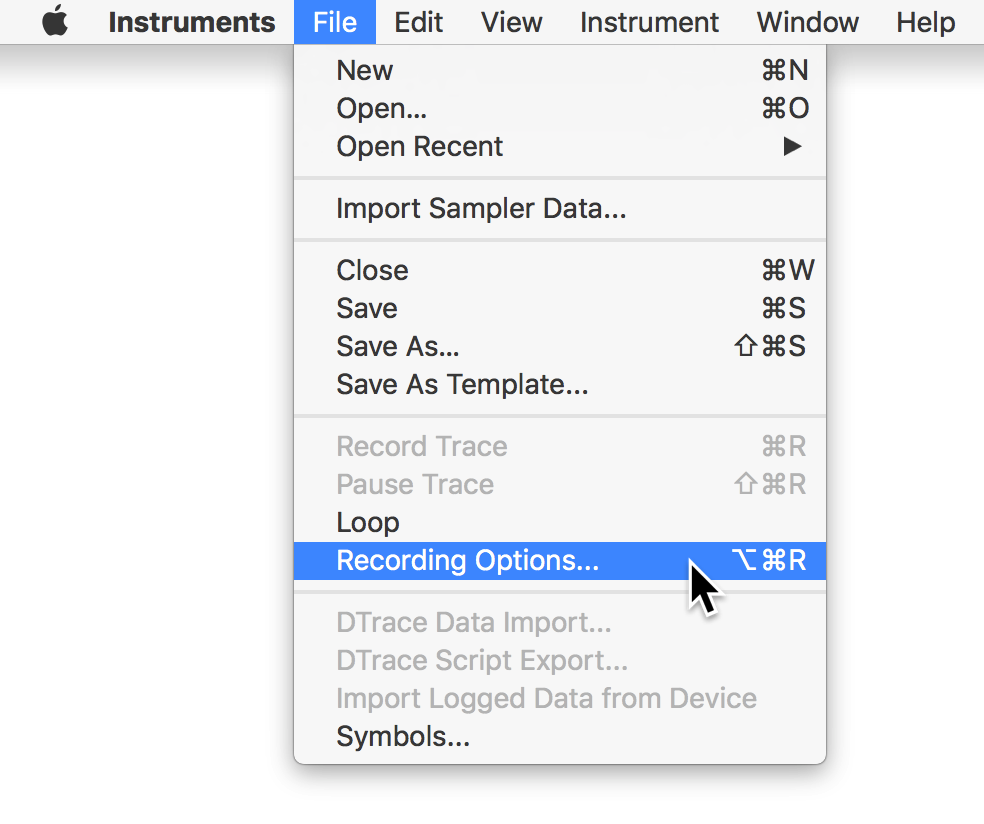 Instruments File Edit View Instrument Window Help
New ⌘N
Open... ⌘O
Open Recent ▶
Import Sampler Data...
Close ⌘W
Save ⌘S
Save As... ⇧⌘S
Save As Template...
Record Trace ⌘R
Pause Trace ⇧⌘R
Loop
Recording Options... ⌥⌘R
DTrace Data Import...
DTrace Script Export...
Import Logged Data from Device
Symbols...